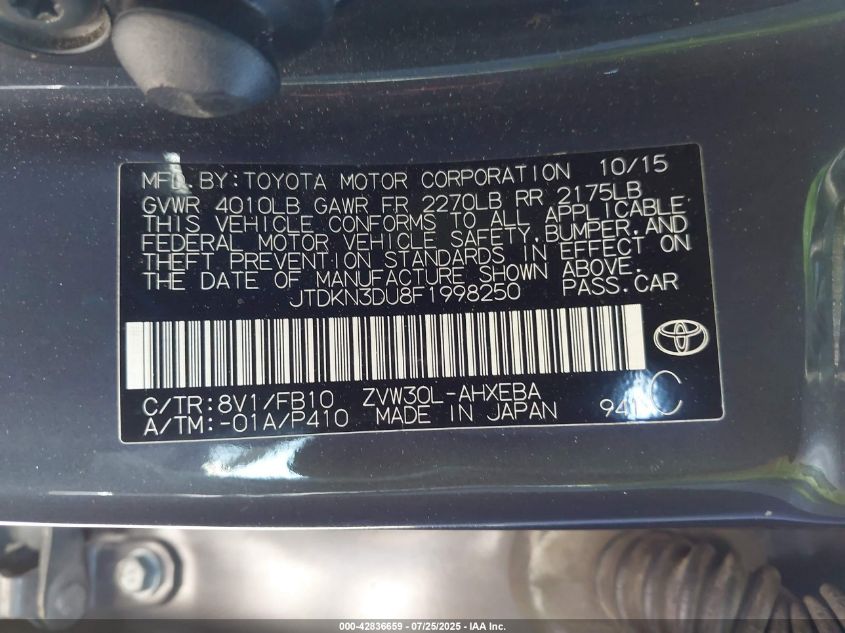 MFD.BY:TOYOTA MOTOR CORPORATION 10/15
GVWR 4010LB GAWR FR 2270LB RR 2175LB
THIS VEHICLE CONFORMS TO ALL APPLICABLE
FEDERAL MOTOR VEHICLE SAFETY,BUMPER,AND
THEFT PREVENTION STANDARDS IN EFFECT ON
THE DATE OF MANUFACTURE SHOWN ABOVE.
JTDKN3DU8F1998250 PASS.CAR
C/TR:8V1/FB10 ZVW30L-AHXEBA
A/TM:-01A/P410 MADE IN JAPAN C
000-42836659 - 07/25/2025 - IAA Inc.